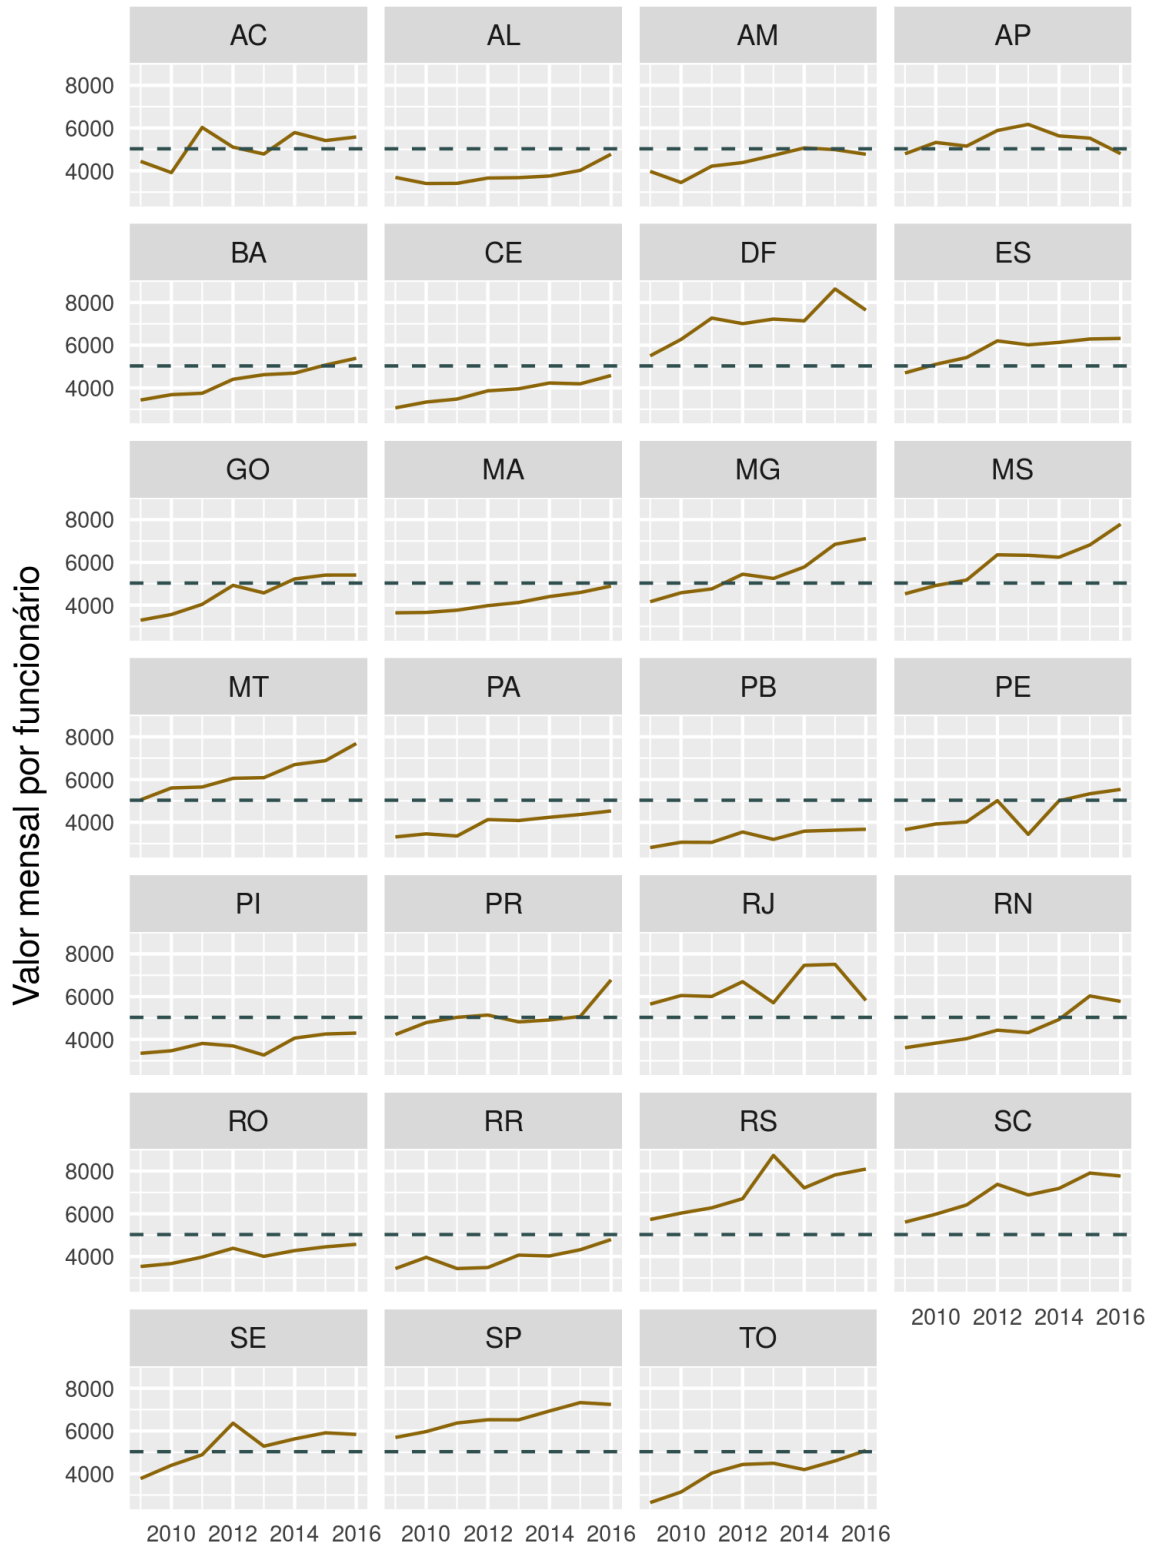 AC AL AM AP
8000
6000
4000
BA CE DF ES
8000
6000
4000
GO MA MG MS
8000
6000
4000
Valor mensal por funcionário
MT PA PB PE
8000
6000
4000
PI PR RJ RN
8000
6000
4000
RO RR RS SC
8000
6000
4000
2010 2012 2014 2016
SE SP TO
8000
6000
4000
2010 2012 2014 2016 2010 2012 2014 2016 2010 2012 2014 2016